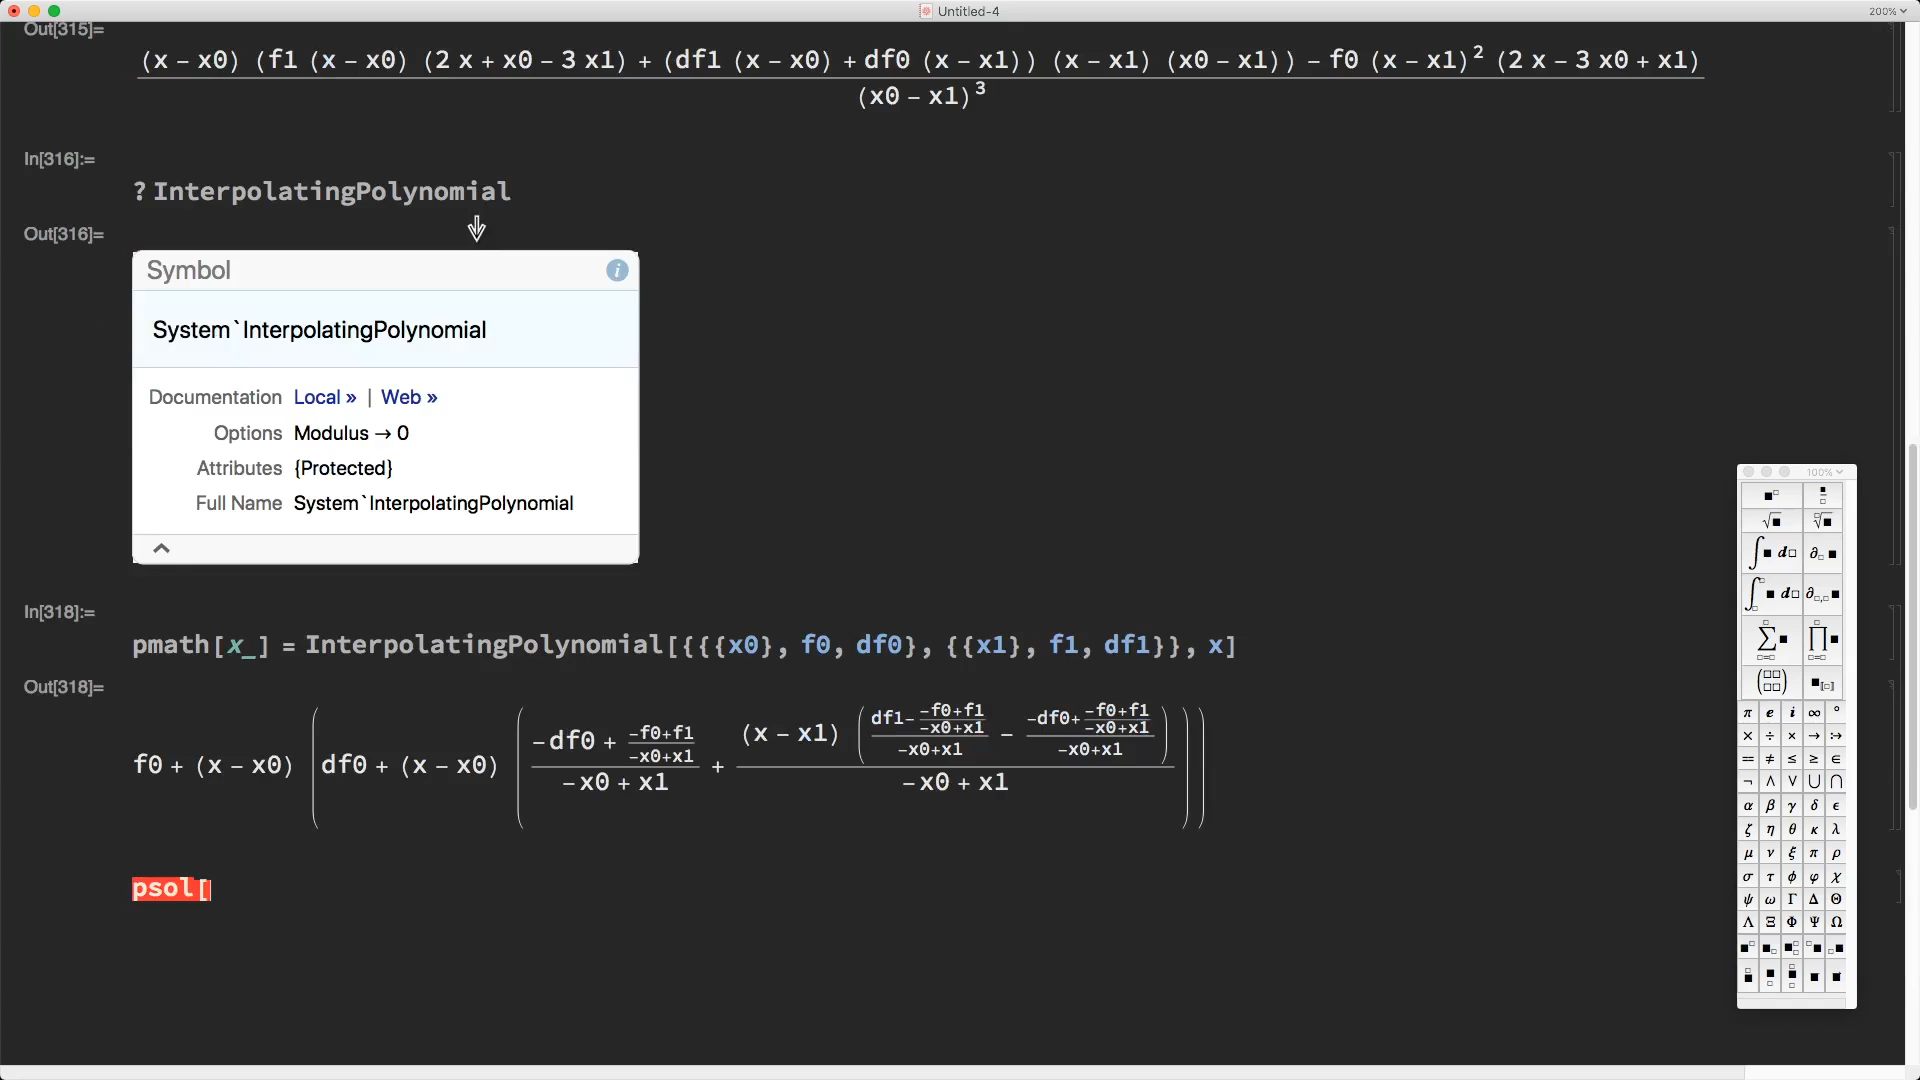 Untitled-4
200%
Out[315]=
(x - x0) (f1 (x - x0) (2 x + x0 - 3 x1) + (df1 (x - x0) + df0 (x - x1)) (x - x1) (x0 - x1)) - f0 (x - x1)² (2 x - 3 x0 + x1)
(x0 - x1)³
In[316]:=
? InterpolatingPolynomial
Out[316]=
Symbol
i
System`InterpolatingPolynomial
Documentation Local » | Web »
Options Modulus → 0
Attributes {Protected}
Full Name System`InterpolatingPolynomial
In[318]:=
pmath[x_] = InterpolatingPolynomial[{{{x0}, f0, df0}, {{x1}, f1, df1}}, x]
Out[318]=
f0 + (x - x0) (df0 + (x - x0) ((-df0 + (-f0+f1)/(-x0+x1))/(-x0 + x1) + ((x - x1) ((df1-(-f0+f1)/(-x0+x1))/(-x0+x1) - (-df0+(-f0+f1)/(-x0+x1))/(-x0+x1)))/(-x0 + x1)))
psol[
100%
■□ ■/□
√■ □√■
∫■ d□ ∂□ ■
∫■ d□ ∂□,□ ■
∑■ ∏■
□=□ □=□
(□□ □□) ■[[□]]
π e i ∞ °
× ÷ × → :→
== ≠ ≤ ≥ ∈
¬ ∧ ∨ ∪ ∩
α β γ δ ϵ
ζ η θ κ λ
μ ν ξ π ρ
σ τ ϕ φ χ
ψ ω Γ Δ Θ
Λ Ξ Φ Ψ Ω